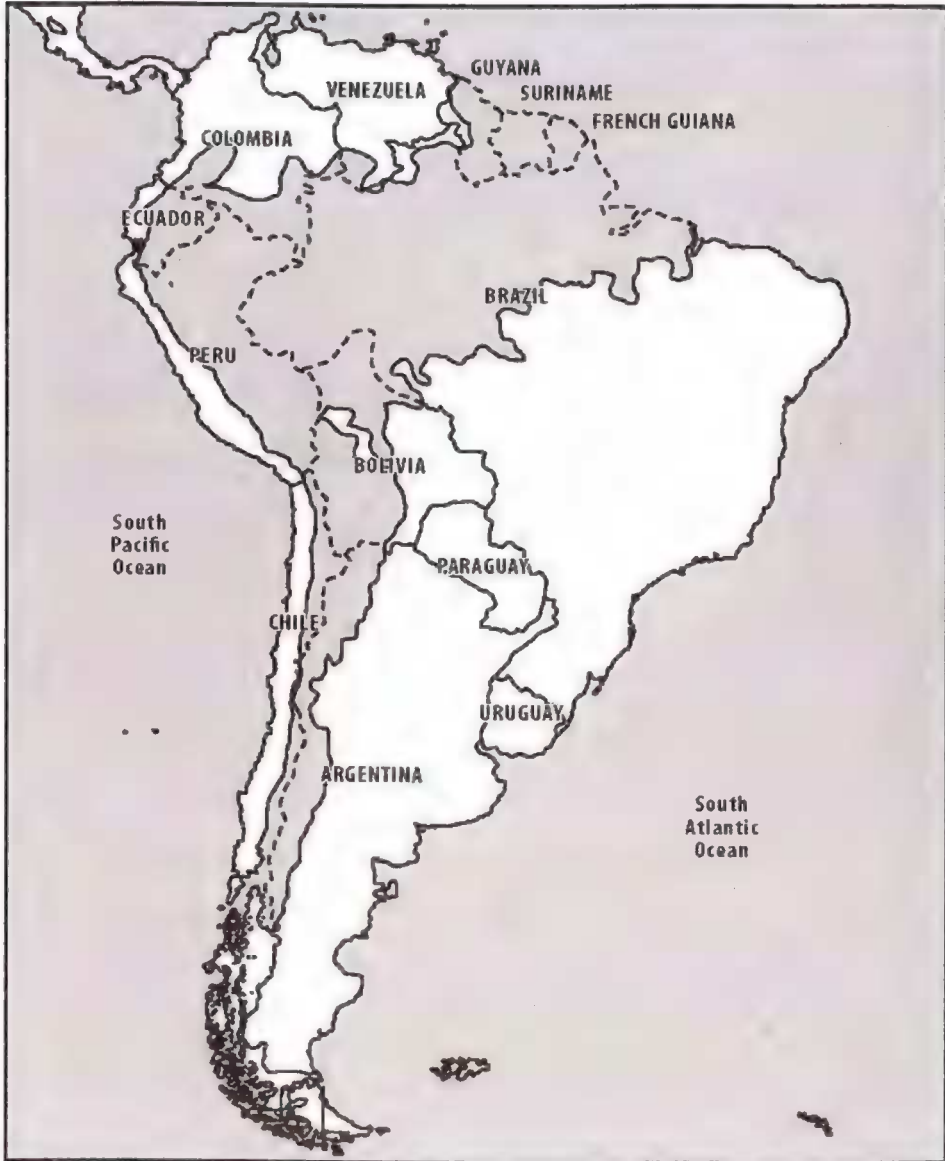 GUYANA
VENEZUELA
SURINAME
FRENCH GUIANA
COLOMBIA
ECUADOR
BRAZIL
PERU
BOLIVIA
South
Pacific
Ocean
PARAGUAY
CHILE
URUGUAY
ARGENTINA
South
Atlantic
Ocean